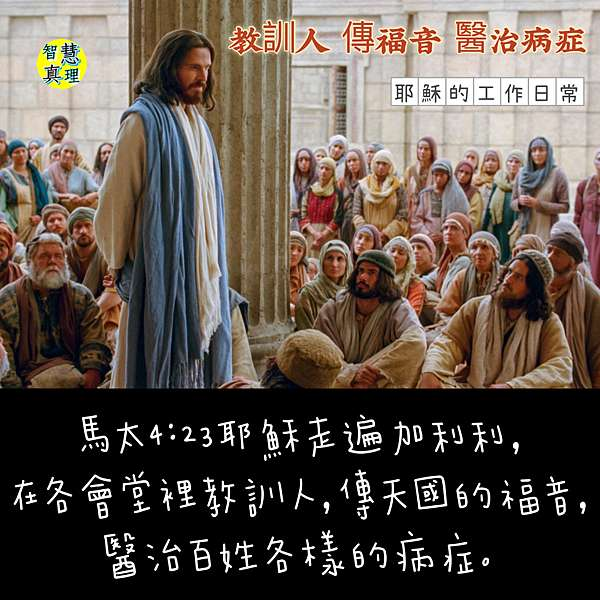 智慧
真理
教訓人 傳福音 醫治病症
耶穌的工作日常
馬太4:23耶穌走遍加利利,
在各會堂裡教訓人,傳天國的福音,
醫治百姓各樣的病症。